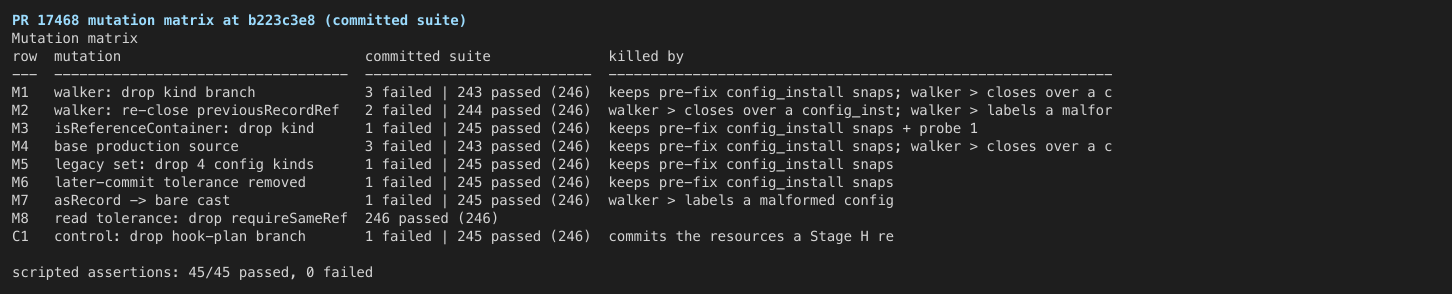 PR 17468 mutation matrix at b223c3e8 (committed suite)
Mutation matrix
row  mutation                             committed suite              killed by
---  -----------------------------------  ---------------------------  ------------------------------------------------------------
M1   walker: drop kind branch             3 failed | 243 passed (246)  keeps pre-fix config_install snaps; walker > closes over a c
M2   walker: re-close previousRecordRef   2 failed | 244 passed (246)  walker > closes over a config_inst; walker > labels a malfor
M3   isReferenceContainer: drop kind      1 failed | 245 passed (246)  keeps pre-fix config_install snaps + probe 1
M4   base production source               3 failed | 243 passed (246)  keeps pre-fix config_install snaps; walker > closes over a c
M5   legacy set: drop 4 config kinds      1 failed | 245 passed (246)  keeps pre-fix config_install snaps
M6   later-commit tolerance removed       1 failed | 245 passed (246)  keeps pre-fix config_install snaps
M7   asRecord -> bare cast                1 failed | 245 passed (246)  walker > labels a malformed config
M8   read tolerance: drop requireSameRef  246 passed (246)
C1   control: drop hook-plan branch       1 failed | 245 passed (246)  commits the resources a Stage H re
scripted assertions: 45/45 passed, 0 failed